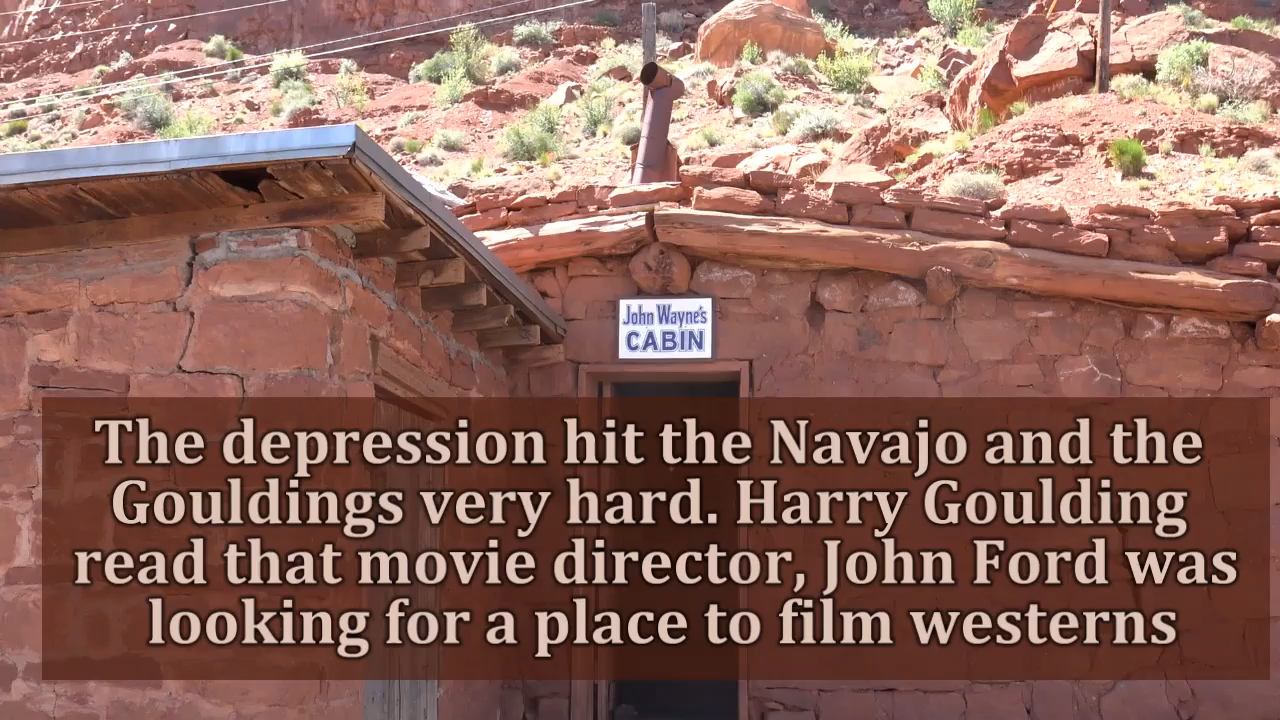 John Wayne's
CABIN
The depression hit the Navajo and the
Gouldings very hard. Harry Goulding
read that movie director, John Ford was
looking for a place to film westerns